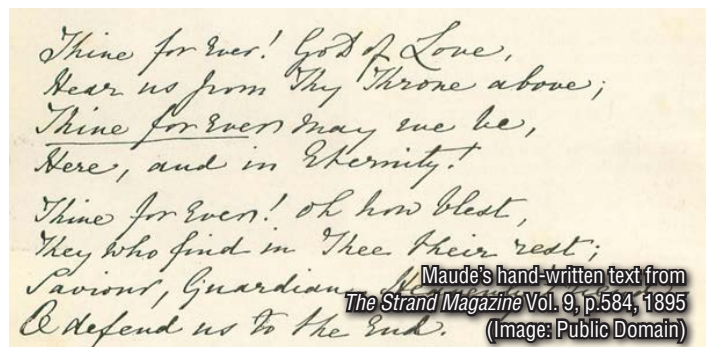 Thine for Ever! God of Love,
Hear us from Thy Throne above;
Thine for Ever may we be,
Here, and in Eternity!
Thine for Ever! oh how blest,
They who find in Thee their rest;
Saviour, Guardian,
O defend us to the End.
Maude's hand-written text from
The Strand Magazine Vol. 9, p.584, 1895
(Image: Public Domain)